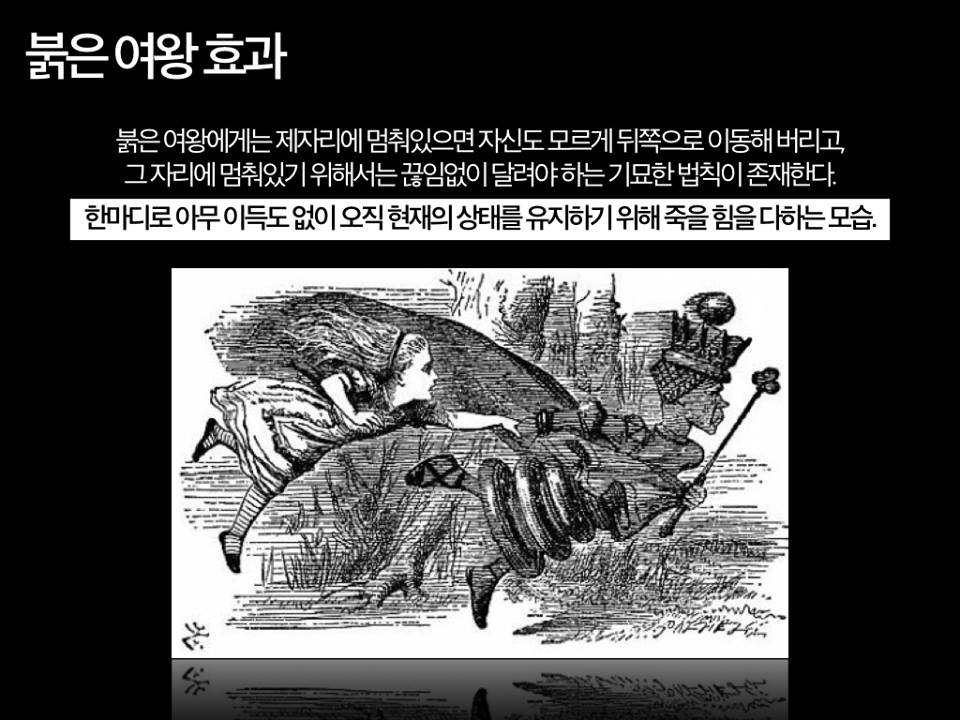 붉은 여왕 효과
붉은 여왕에게는 제자리에 멈춰있으면 자신도 모르게 뒤쪽으로 이동해 버리고,
그 자리에 멈춰있기 위해서는 끊임없이 달려야 하는 기묘한 법칙이 존재한다.
한마디로 아무 이득도 없이 오직 현재의 상태를 유지하기 위해 죽을 힘을 다하는 모습.